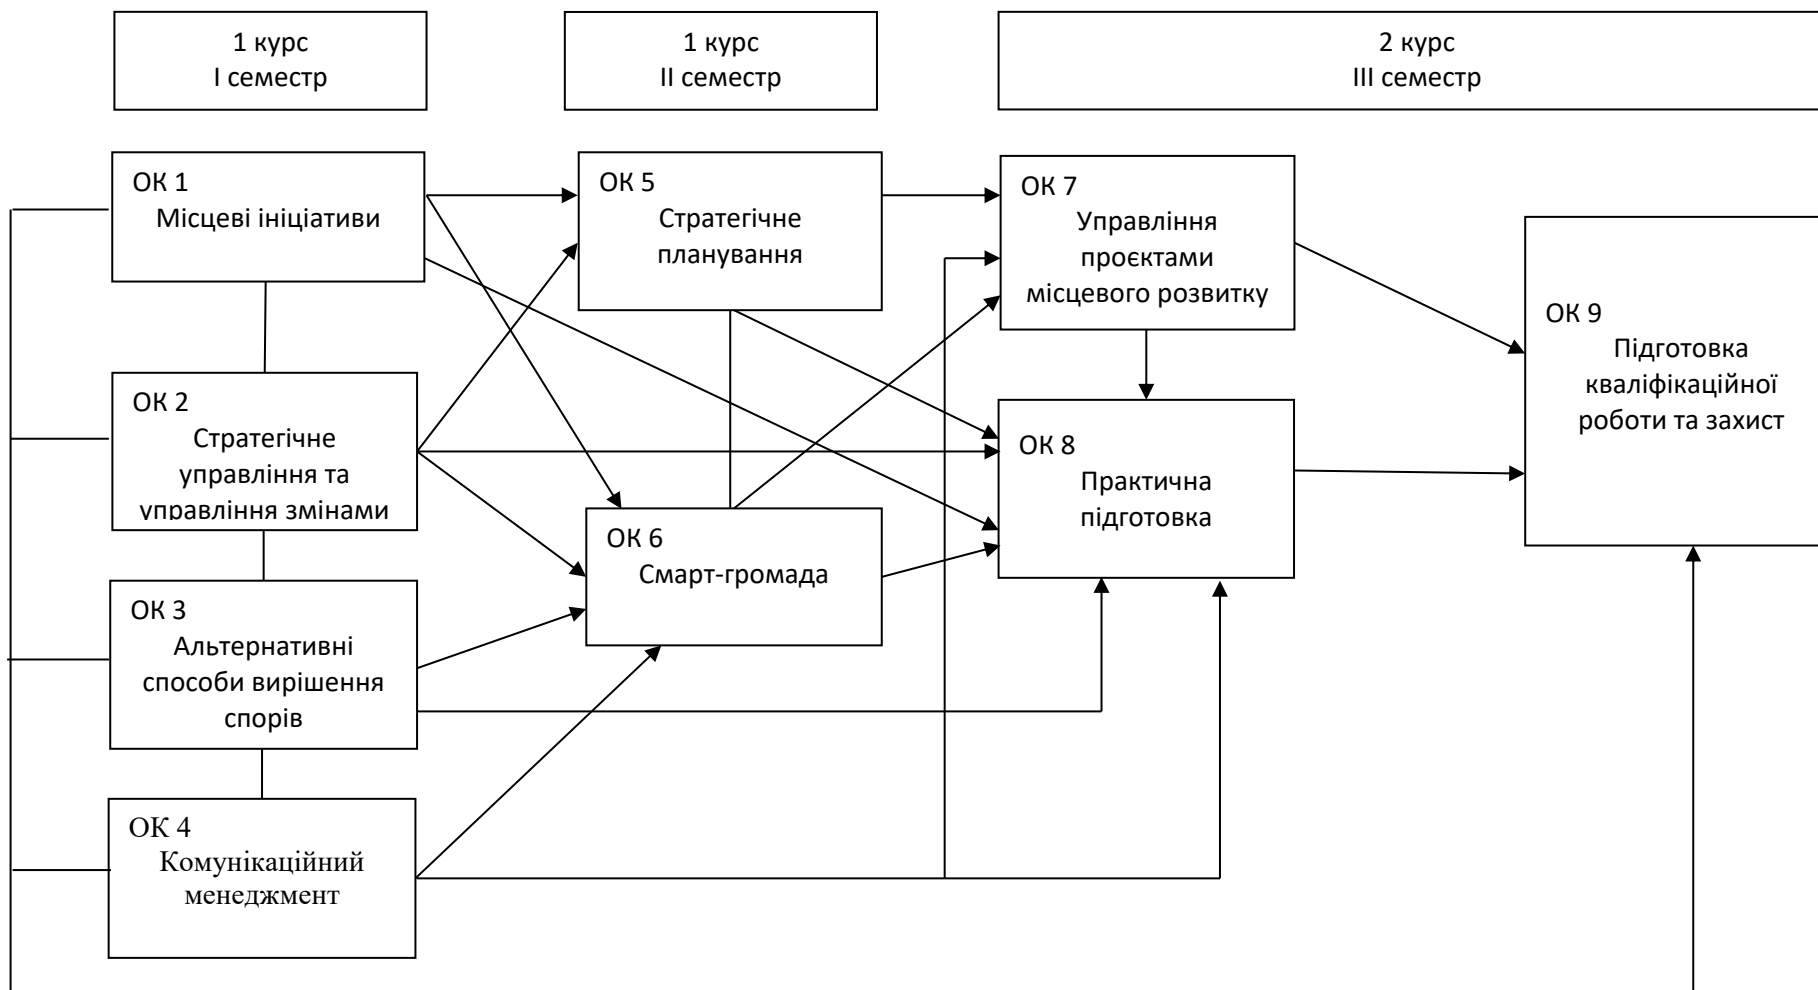 1 курс
І семестр
1 курс
ІІ семестр
2 курс
ІІІ семестр
ОК 1
Місцеві ініціативи
ОК 2
Стратегічне
управління та
управління змінами
ОК 3
Альтернативні
способи вирішення
спорів
ОК 4
Комунікаційний
менеджмент
ОК 5
Стратегічне
планування
ОК 6
Смарт-громада
ОК 7
Управління
проєктами
місцевого розвитку
ОК 8
Практична
підготовка
ОК 9
Підготовка
кваліфікаційної
роботи та захист